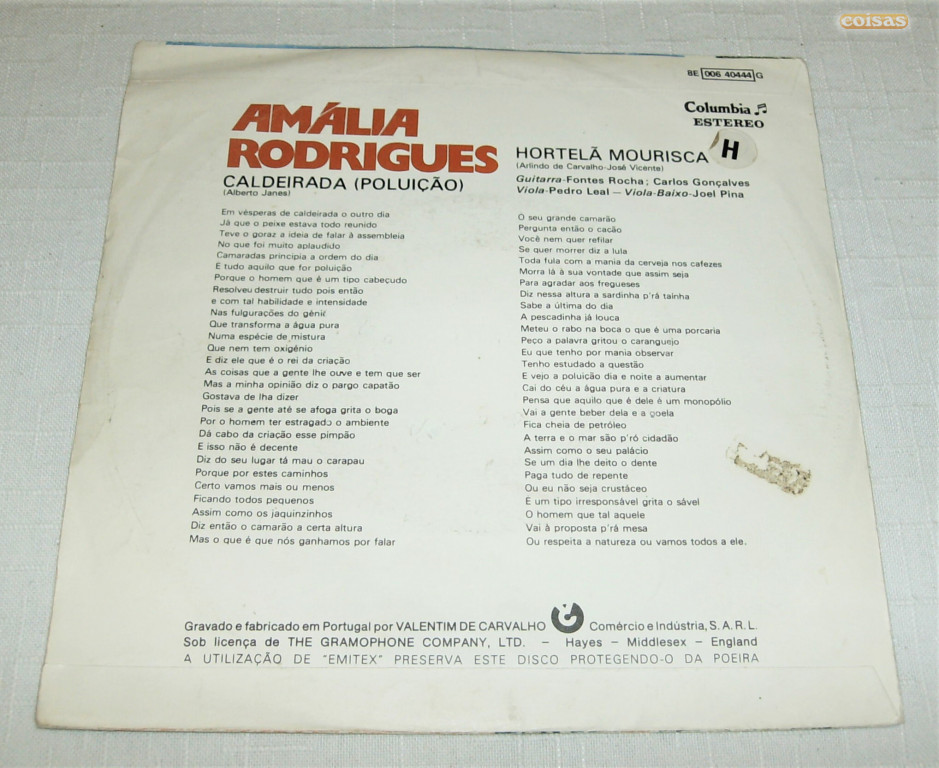 coisas
BE 006 40444 G
Columbia
ESTEREO
H
AMÁLIA
RODRIGUES
CALDEIRADA (POLUIÇÃO)
(Alberto Janes)
Em vésperas de caldeirada o outro dia
Já que o peixe estava todo reunido
Teve o goraz a ideia de falar à assembleia
No que foi muito aplaudido
Camaradas principia a ordem do dia
E tudo aquilo que for poluição
Porque o homem que é um tipo cabeçudo
Resolveu destruir tudo pois então
e com tal habilidade e intensidade
Nas fulgurações do génio
Que transforma a água pura
Numa espécie de mistura
Que nem tem oxigênio
E diz ele que é o rei da criação
As coisas que a gente lhe ouve e tem que ser
Mas a minha opinião diz o pargo capatão
Gostava de lha dizer
Pois se a gente até se afoga grita o boga
Por o homem ter estragado o ambiente
Dá cabo da criação esse pimpão
E isso não é decente
Diz do seu lugar tá mau o carapau
Porque por estes caminhos
Certo vamos mais ou menos
Ficando todos pequenos
Assim como os jaquinzinhos
Diz então o camarão a certa altura
Mas o que é que nós ganhamos por falar
HORTELÃ MOURISCA
(Arlindo de Carvalho-José Vicente)
Guitarra-Fontes Rocha; Carlos Gonçalves
Viola-Pedro Leal — Viola-Baixo-Joel Pina
Ó seu grande camarão
Pergunta então o cação
Você nem quer refilar
Se quer morrer diz a lula
Toda fula com a mania da cerveja nos cafezes
Morra lá à sua vontade que assim seja
Para agradar aos fregueses
Diz nessa altura a sardinha p'rá tainha
Sabe a última do dia
A pescadinha já louca
Meteu o rabo na boca o que é uma porcaria
Peço a palavra gritou o caranguejo
Eu que tenho por mania observar
Tenho estudado a questão
E vejo a poluição dia e noite a aumentar
Cai do céu a água pura e a criatura
Pensa que aquilo que é dele é um monopólio
Vai a gente beber dela e a goela
Fica cheia de petróleo
A terra e o mar são p'ró cidadão
Assim como o seu palácio
Se um dia lhe deito o dente
Paga tudo de repente
Ou eu não seja crustáceo
E um tipo irresponsável grita o sável
O homem que tal aquele
Vai à proposta p'rá mesa
Ou respeita a natureza ou vamos todos a ele.
Gravado e fabricado em Portugal por VALENTIM DE CARVALHO Comércio e Indústria, S. A. R. L.
Sob licença de THE GRAMOPHONE COMPANY, LTD. — Hayes — Middlesex — England
A UTILIZAÇÃO DE "EMITEX" PRESERVA ESTE DISCO PROTEGENDO-O DA POEIRA